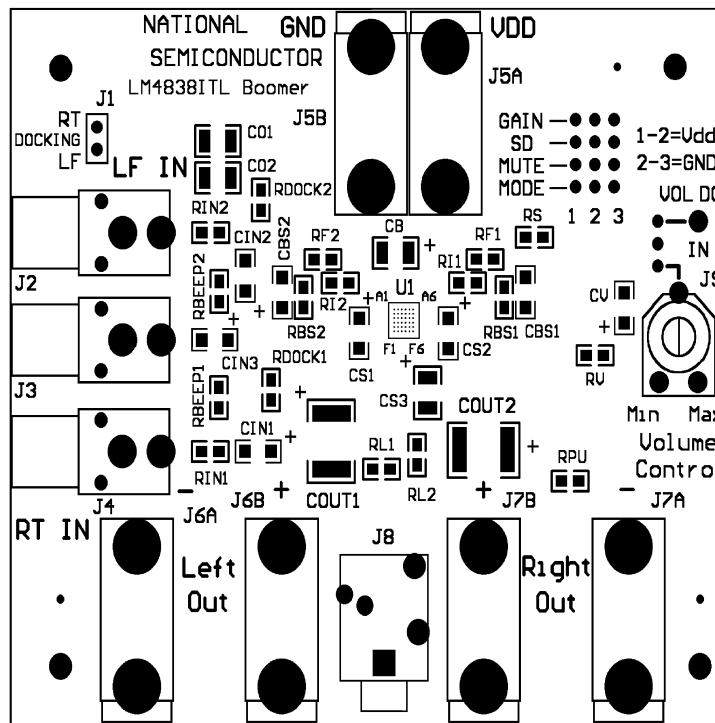 NATIONAL
SEMICONDUCTOR
LM4838ITL Boomer
GND
VDD
J5A
J5B
J1
RT
DOCKING
LF
LF IN
CO1
CO2
RDOCK2
GAIN
SD
MUTE
MODE
1 2 3
1-2=Vdd
2-3=GND
VOL DC
IN
RIN2
CIN2
CBS2
RF2
CB
+
RF1
RS
J2
RBEEP2
RI2
RBS2
+
+
U1
A1
A6
F1
F6
RI1
+
RBS1
CBS1
CV
+
J9
J3
+
CIN3
RDOCK1
CS1
CS2
+
CS3
RV
RBEEP1
+
CIN1
+
COUT2
+
Min
Max
Volume
Control
RIN1
RL1
RL2
RPU
COUT1
J4
RT IN
-
J6A
J6B
+
+
J7B
-
J7A
J8
Left
Out
Right
Out